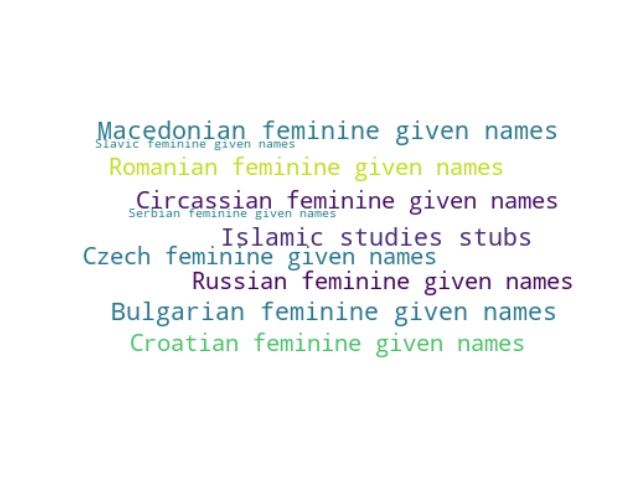 Macedonian feminine given names
Slavic feminine given names
Romanian feminine given names
Circassian feminine given names
Serbian feminine given names
Islamic studies stubs
Czech feminine given names
Russian feminine given names
Bulgarian feminine given names
Croatian feminine given names